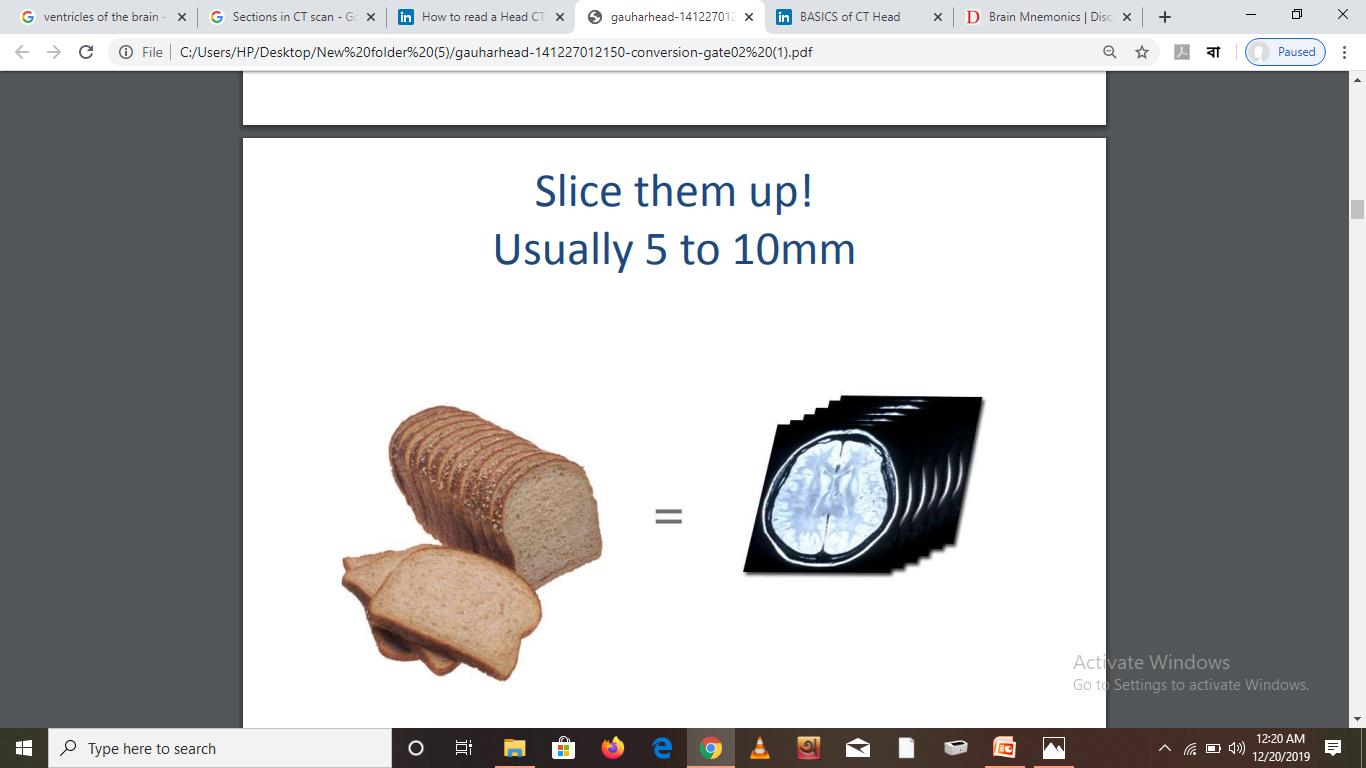 ventricles of the brain -
Sections in CT scan - Go
How to read a Head CT
gauharhead-141227012
BASICS of CT Head
Brain Mnemonics | Disc
File
C:/Users/HP/Desktop/New%20folder%20(5)/gauharhead-141227012150-conversion-gate02%20(1).pdf
বা
Paused
Slice them up!
Usually 5 to 10mm
=
Activate Windows
Go to Settings to activate Windows.
Type here to search
12:20 AM
12/20/2019